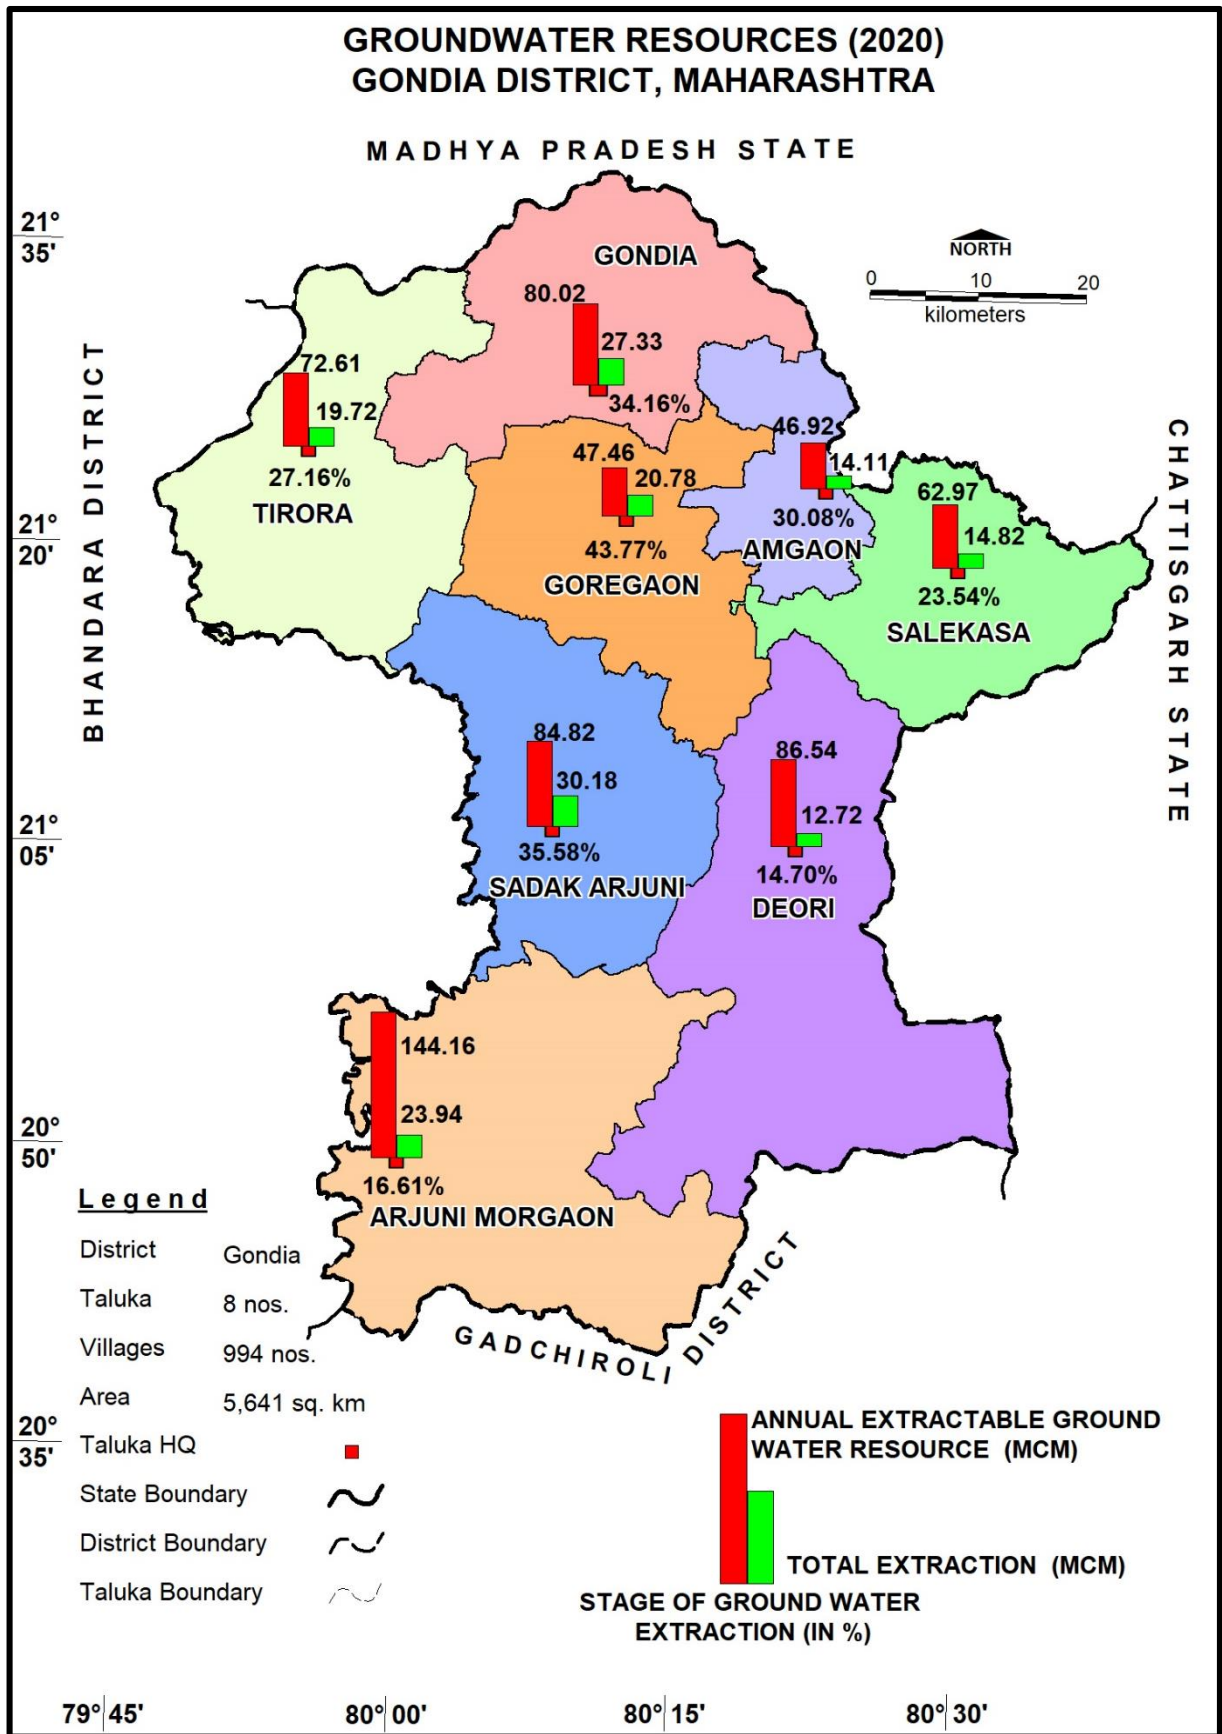 GROUNDWATER RESOURCES (2020)
GONDIA DISTRICT, MAHARASHTRA
MADHYA PRADESH STATE
21°
35'
NORTH
0 10 20
kilometers
GONDIA
80.02
27.33
34.16%
72.61
19.72
27.16%
TIRORA
BHANDARA DISTRICT
47.46
20.78
43.77%
GOREGAON
46.92
14.11
30.08%
AMGAON
62.97
14.82
23.54%
SALEKASA
CHATTISGARH STATE
21°
20'
84.82
30.18
35.58%
SADAK ARJUNI
86.54
12.72
14.70%
DEORI
21°
05'
144.16
23.94
16.61%
ARJUNI MORGAON
20°
50'
GADCHIROLI DISTRICT
Legend
District Gondia
Taluka 8 nos.
Villages 994 nos.
Area 5,641 sq. km
Taluka HQ
State Boundary
District Boundary
Taluka Boundary
20°
35'
ANNUAL EXTRACTABLE GROUND
WATER RESOURCE (MCM)
TOTAL EXTRACTION (MCM)
STAGE OF GROUND WATER
EXTRACTION (IN %)
79° 45' 80° 00' 80° 15' 80° 30'